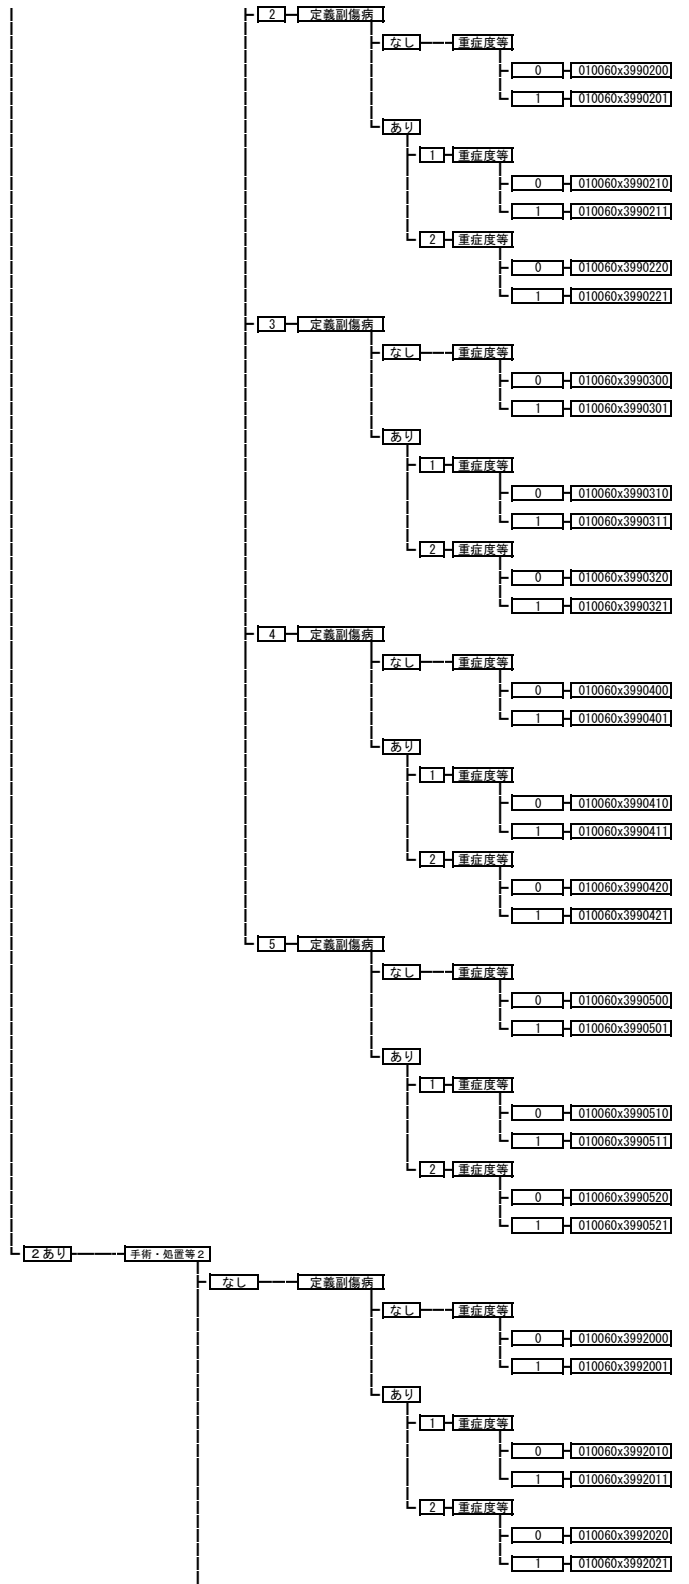 2 定義副傷病
なし 重症度等
0 010060x3990200
1 010060x3990201
あり
1 重症度等
0 010060x3990210
1 010060x3990211
2 重症度等
0 010060x3990220
1 010060x3990221
3 定義副傷病
なし 重症度等
0 010060x3990300
1 010060x3990301
あり
1 重症度等
0 010060x3990310
1 010060x3990311
2 重症度等
0 010060x3990320
1 010060x3990321
4 定義副傷病
なし 重症度等
0 010060x3990400
1 010060x3990401
あり
1 重症度等
0 010060x3990410
1 010060x3990411
2 重症度等
0 010060x3990420
1 010060x3990421
5 定義副傷病
なし 重症度等
0 010060x3990500
1 010060x3990501
あり
1 重症度等
0 010060x3990510
1 010060x3990511
2 重症度等
0 010060x3990520
1 010060x3990521
2あり 手術・処置等2
なし 定義副傷病
なし 重症度等
0 010060x3992000
1 010060x3992001
あり
1 重症度等
0 010060x3992010
1 010060x3992011
2 重症度等
0 010060x3992020
1 010060x3992021